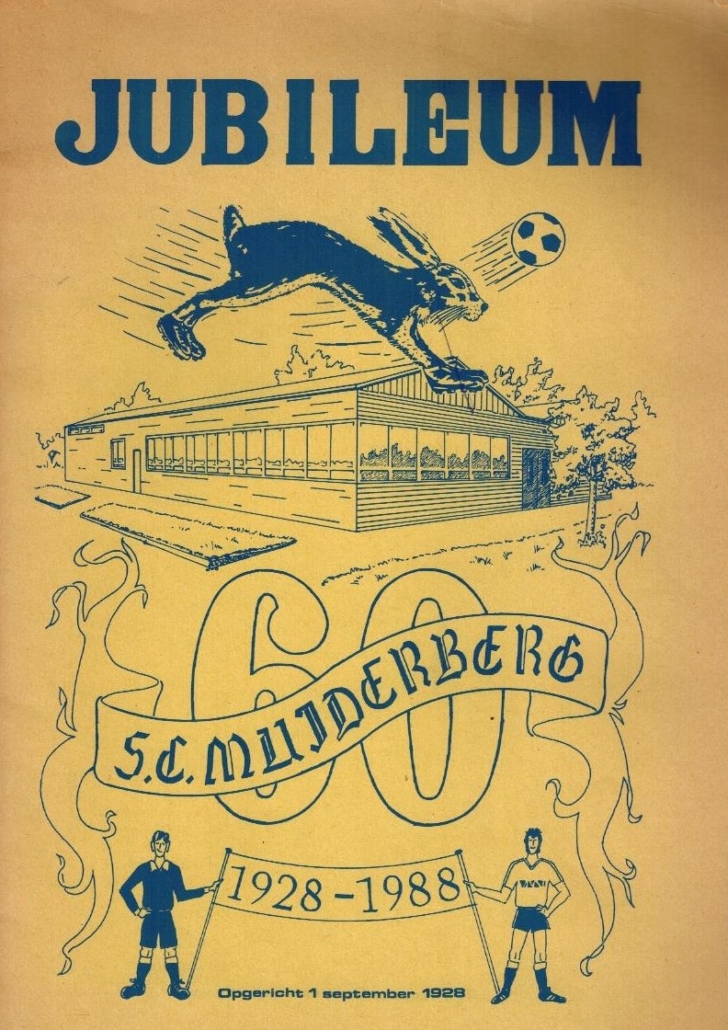 JUBILEUM
60
S.C. MUIDERBERG
1928-1988
Opgericht 1 september 1928